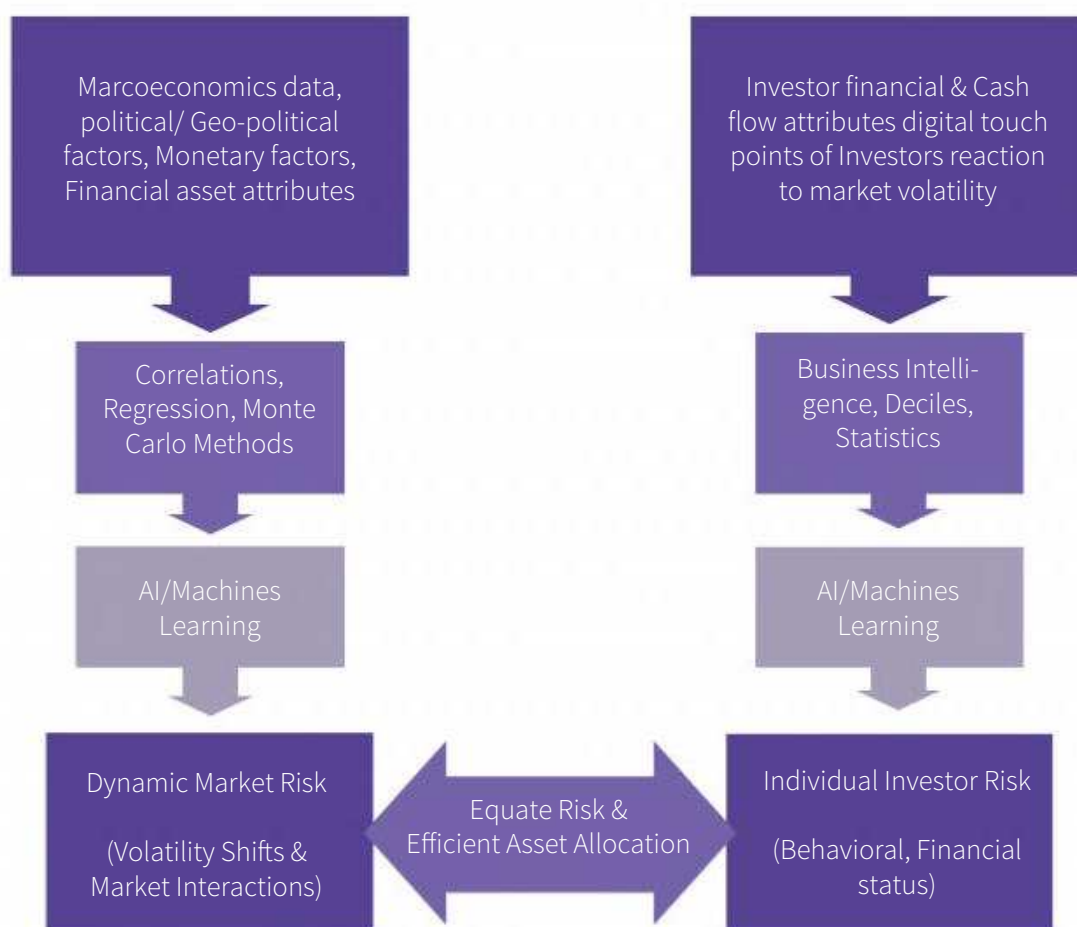 Marcoeconomics data,
political/ Geo-political
factors, Monetary factors,
Financial asset attributes
Investor financial & Cash
flow attributes digital touch
points of Investors reaction
to market volatility
Correlations,
Regression, Monte
Carlo Methods
Business Intelli-
gence, Deciles,
Statistics
AI/Machines
Learning
AI/Machines
Learning
Dynamic Market Risk
(Volatility Shifts &
Market Interactions)
Equate Risk &
Efficient Asset Allocation
Individual Investor Risk
(Behavioral, Financial
status)